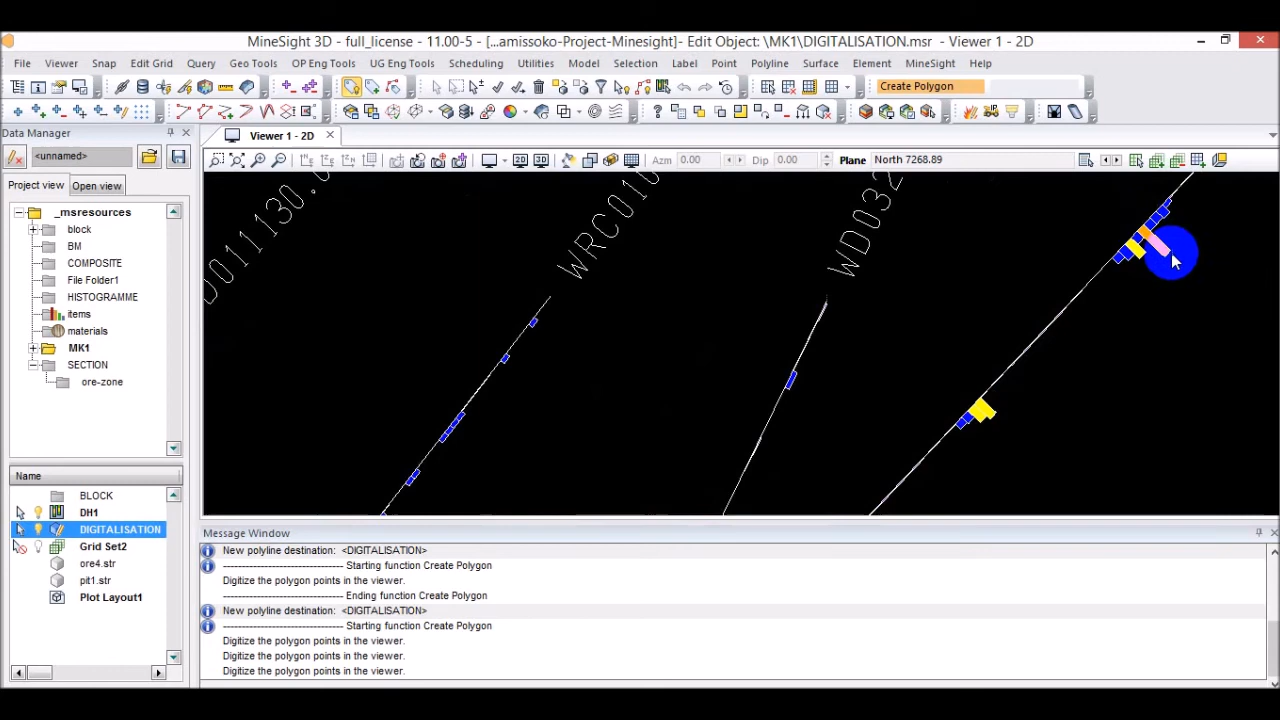 MineSight 3D - full_license - 11.00-5 - [...amissoko-Project-Minesight]- Edit Object: \MK1\DIGITALISATION.msr - Viewer 1 - 2D
File Viewer Snap Edit Grid Query Geo Tools OP Eng Tools UG Eng Tools Scheduling Utilities Model Selection Label Point Polyline Surface Element MineSight Help
Create Polygon
Data Manager
Viewer 1 - 2D
<unnamed>
2D 3D Azm 0.00 Dip 0.00 Plane North 7268.89
Project view Open view
_msresources
block
BM
COMPOSITE
File Folder1
HISTOGRAMME
items
materials
MK1
SECTION
ore-zone
WD032
Name
BLOCK
DH1
DIGITALISATION
Grid Set2
ore4.str
pit1.str
Plot Layout1
Message Window
New polyline destination: <DIGITALISATION>
------------------------------ Starting function Create Polygon
Digitize the polygon points in the viewer.
------------------------------ Ending function Create Polygon
New polyline destination: <DIGITALISATION>
------------------------------ Starting function Create Polygon
Digitize the polygon points in the viewer.
Digitize the polygon points in the viewer.
Digitize the polygon points in the viewer.